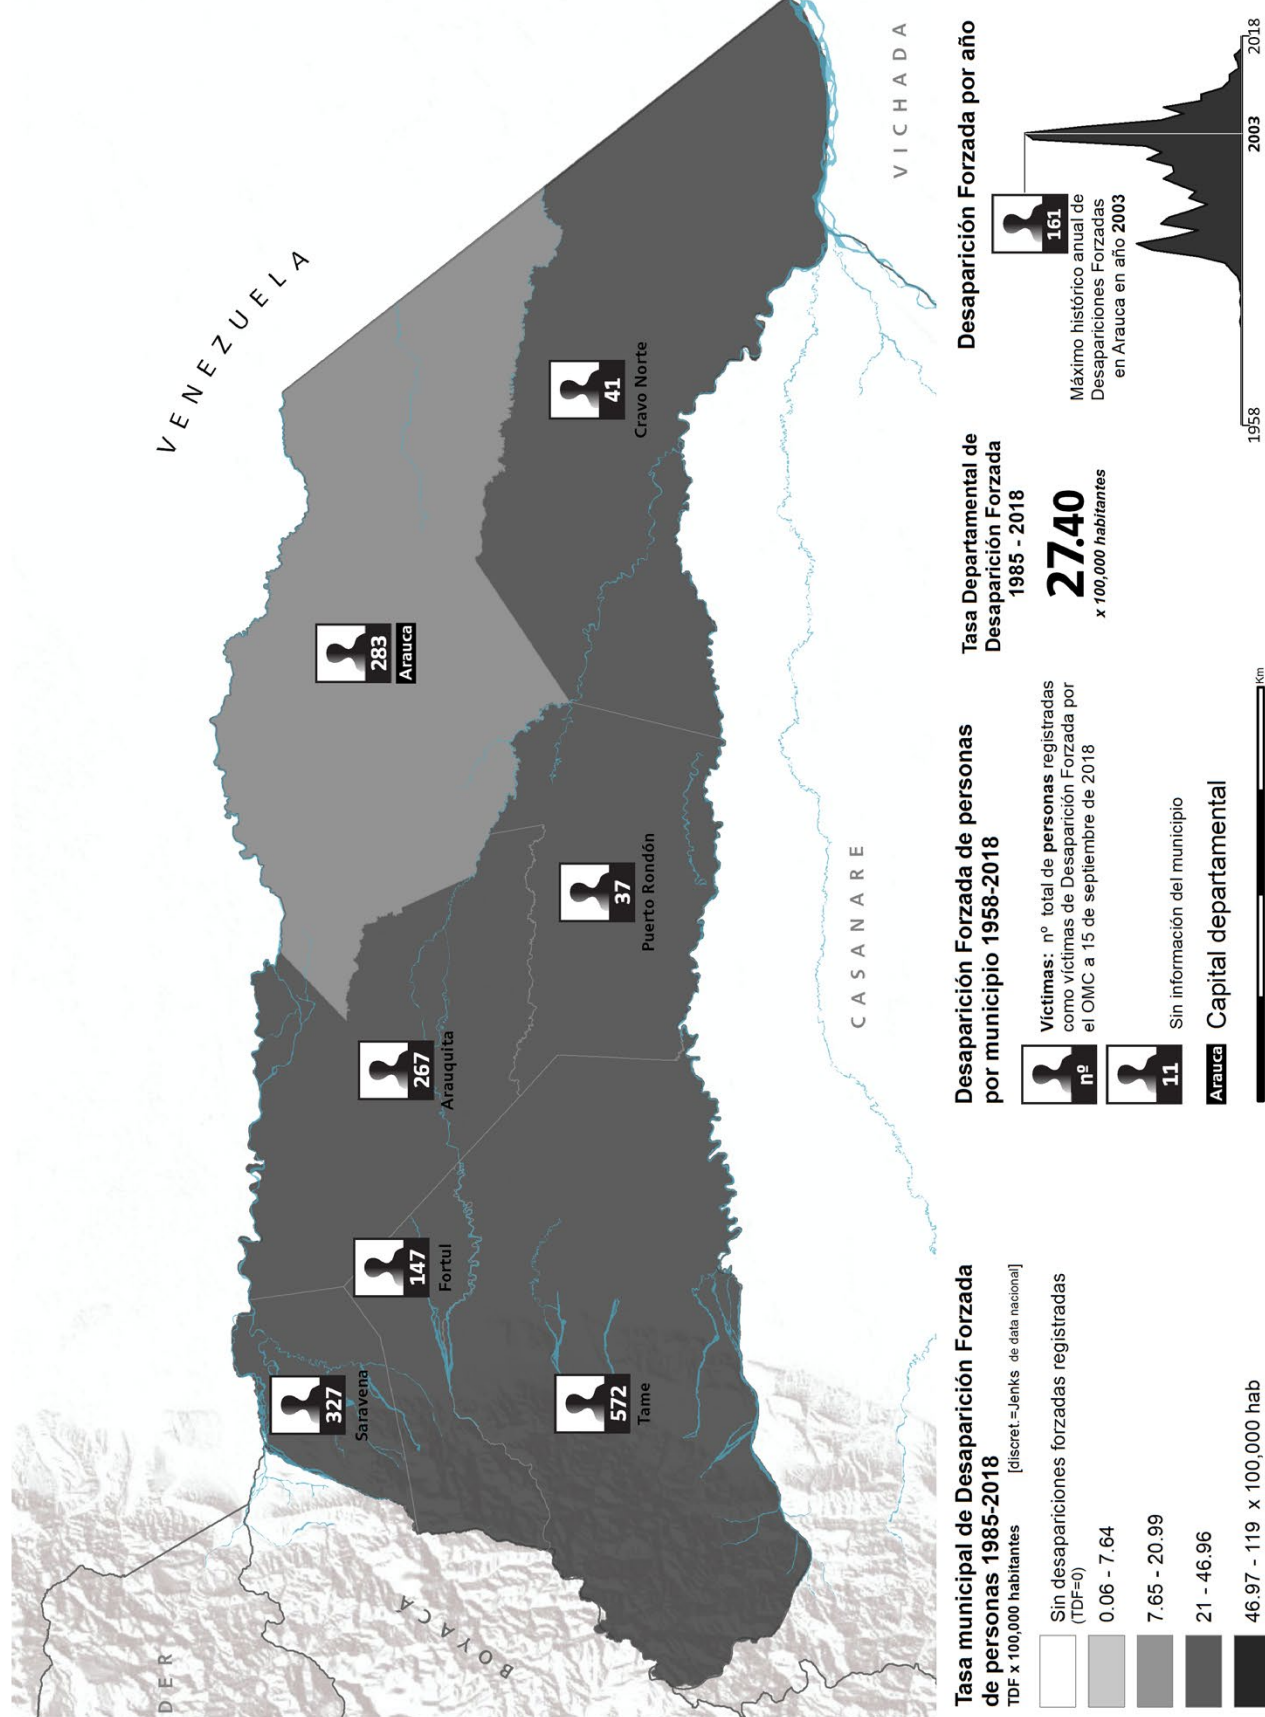 VENEZUELA
VICHADA
CASANARE
BOYACÁ
DER
327
Saravena
147
Fortul
267
Arauquita
283
Arauca
572
Tame
37
Puerto Rondón
41
Cravo Norte
Tasa municipal de Desaparición Forzada
de personas 1985-2018
TDF x 100,000 habitantes
[discret.=Jenks de data nacional]
Sin desapariciones forzadas registradas
(TDF=0)
0.06 - 7.64
7.65 - 20.99
21 - 46.96
46.97 - 119 x 100,000 hab
Desaparición Forzada de personas
por municipio 1958-2018
nº
Víctimas: nº total de personas registradas
como víctimas de Desaparición Forzada por
el OMC a 15 de septiembre de 2018
11
Sin información del municipio
Arauca Capital departamental
Km
Tasa Departamental de
Desaparición Forzada
1985 - 2018
27.40
x 100,000 habitantes
Desaparición Forzada por año
161
Máximo histórico anual de
Desapariciones Forzadas
en Arauca en año 2003
1958
2003
2018